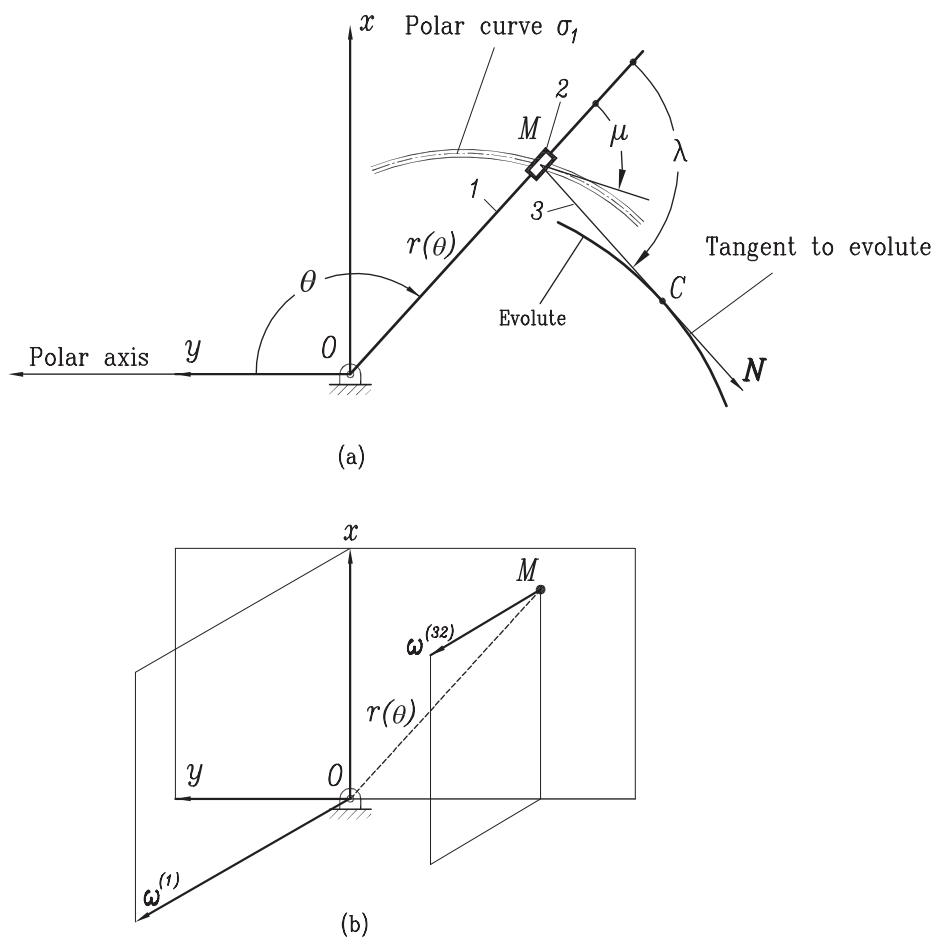 x
Polar curve σ₁
2
M
μ
λ
1
3
r(θ)
Tangent to evolute
θ
C
Evolute
O
y
Polar axis
N
(a)
x
M
ω⁽³²⁾
r(θ)
y
O
ω⁽¹⁾
(b)